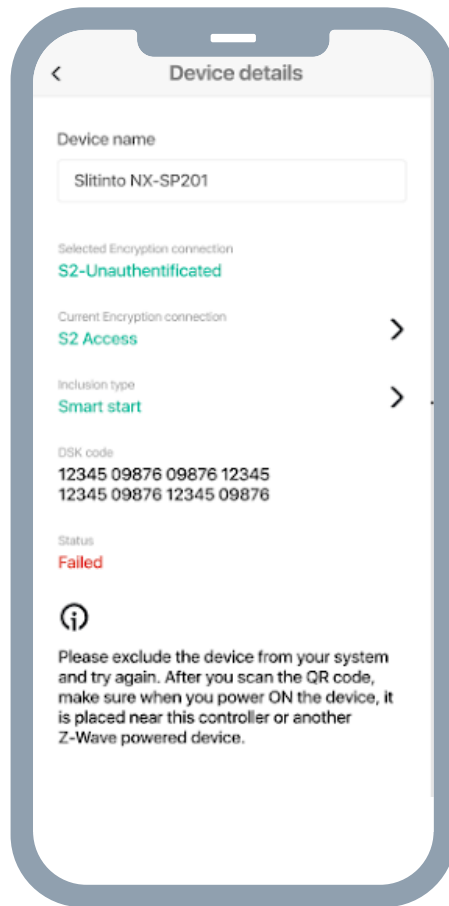 Device details
Device name
Slitinto NX-SP201
Selected Encryption connection
S2-Unauthentificated
Current Encryption connection
S2 Access
Inclusion type
Smart start
DSK code
12345 09876 09876 12345
12345 09876 12345 09876
Status
Failed
Please exclude the device from your system
and try again. After you scan the QR code,
make sure when you power ON the device, it
is placed near this controller or another
Z-Wave powered device.